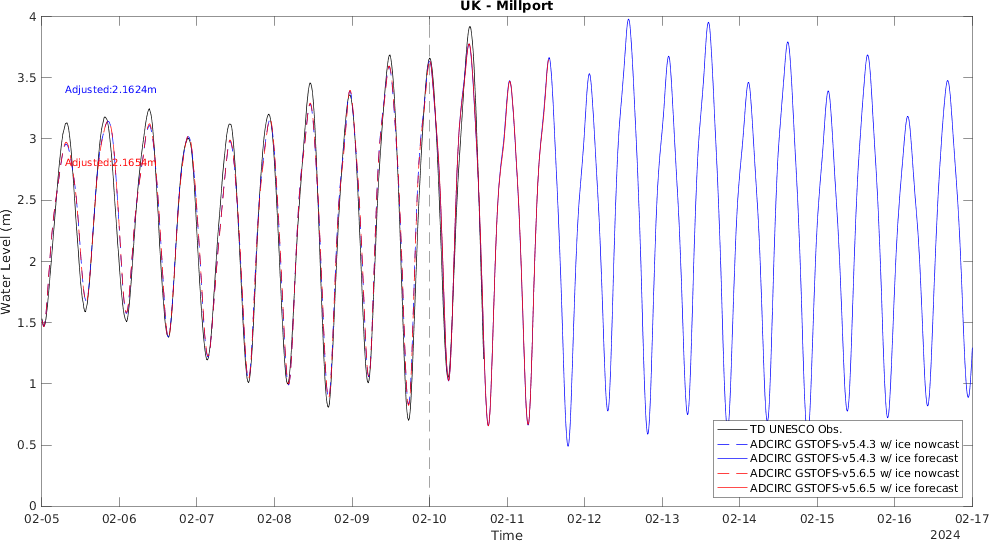 UK - Millport
4
3.5
3
2.5
2
1.5
1
0.5
0
Water Level (m)
Adjusted:2.1624m
Adjusted:2.1654m
TD UNESCO Obs.
ADCIRC GSTOFS-v5.4.3 w/ ice nowcast
ADCIRC GSTOFS-v5.4.3 w/ ice forecast
ADCIRC GSTOFS-v5.6.5 w/ ice nowcast
ADCIRC GSTOFS-v5.6.5 w/ ice forecast
02-05 02-06 02-07 02-08 02-09 02-10 02-11 02-12 02-13 02-14 02-15 02-16 02-17
Time
2024